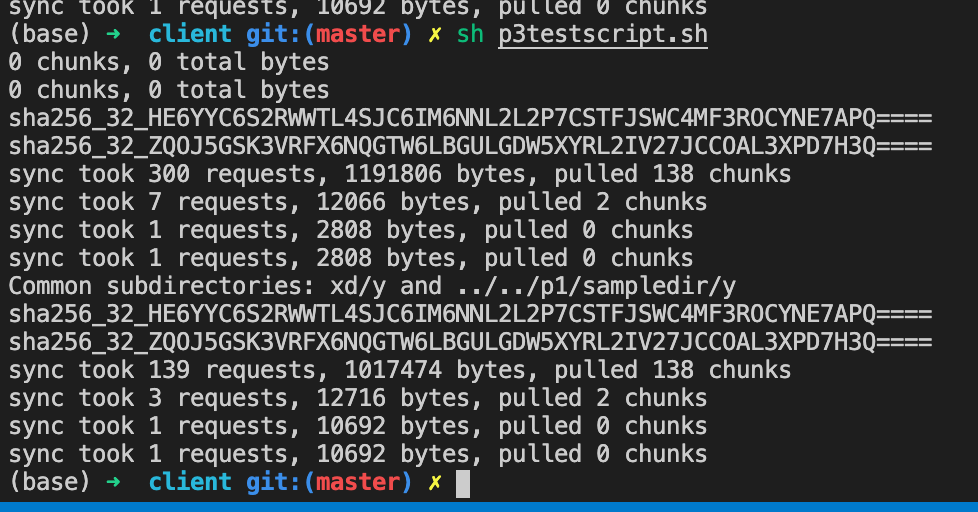 sync took 1 requests, 10692 bytes, pulled 0 chunks
(base) ➜ client git:(master) ✗ sh p3testscript.sh
0 chunks, 0 total bytes
0 chunks, 0 total bytes
sha256_32_HE6YYC6S2RWWTL4SJC6IM6NNL2L2P7CSTFJSWC4MF3ROCYNE7APQ====
sha256_32_ZQOJ5GSK3VRFX6NQGTW6LBGULGDW5XYRL2IV27JCCOAL3XPD7H3Q====
sync took 300 requests, 1191806 bytes, pulled 138 chunks
sync took 7 requests, 12066 bytes, pulled 2 chunks
sync took 1 requests, 2808 bytes, pulled 0 chunks
sync took 1 requests, 2808 bytes, pulled 0 chunks
Common subdirectories: xd/y and ../../p1/sampledir/y
sha256_32_HE6YYC6S2RWWTL4SJC6IM6NNL2L2P7CSTFJSWC4MF3ROCYNE7APQ====
sha256_32_ZQOJ5GSK3VRFX6NQGTW6LBGULGDW5XYRL2IV27JCCOAL3XPD7H3Q====
sync took 139 requests, 1017474 bytes, pulled 138 chunks
sync took 3 requests, 12716 bytes, pulled 2 chunks
sync took 1 requests, 10692 bytes, pulled 0 chunks
sync took 1 requests, 10692 bytes, pulled 0 chunks
(base) ➜ client git:(master) ✗